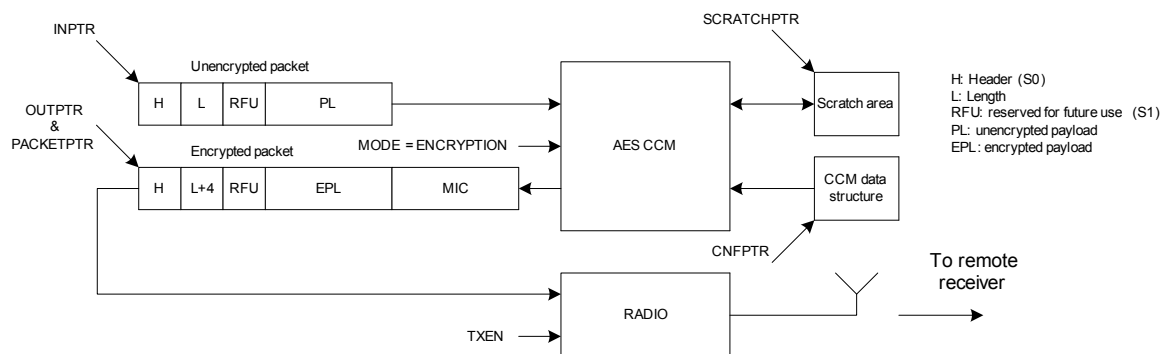 SCRATCHPTR
INPTR
Unencrypted packet
H L RFU PL
OUTPTR
&
PACKETPTR
MODE = ENCRYPTION
Encrypted packet
H L+4 RFU EPL MIC
AES CCM
Scratch area
CCM data
structure
CNFPTR
H: Header (S0)
L: Length
RFU: reserved for future use (S1)
PL: unencrypted payload
EPL: encrypted payload
TXEN
RADIO
To remote
receiver